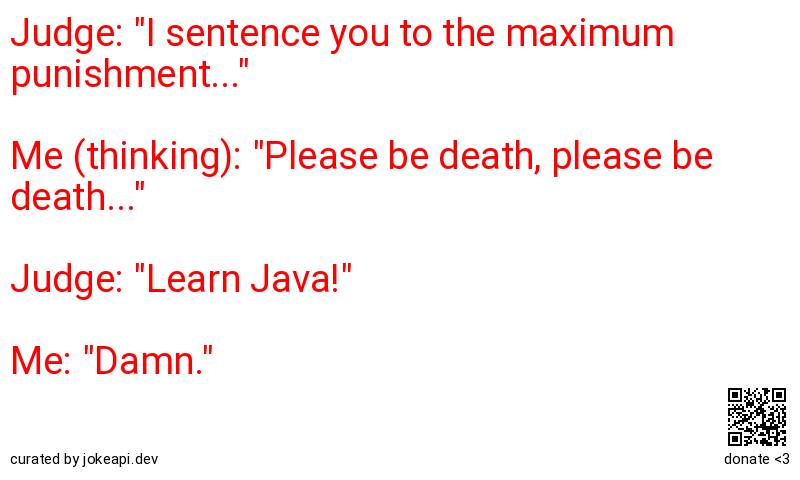 Judge: "I sentence you to the maximum
punishment..."
Me (thinking): "Please be death, please be
death..."
Judge: "Learn Java!"
Me: "Damn."
curated by jokeapi.dev
donate <3